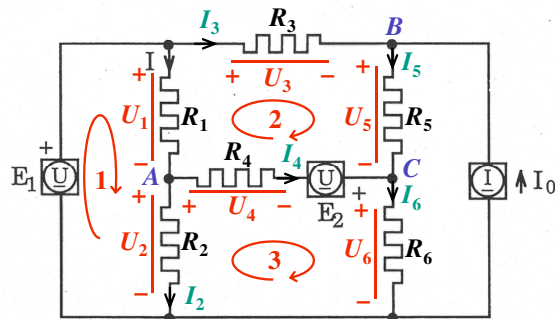 I₃ R₃ B
I + U₃ − I₅
+ U₁ − R₁ 2 + U₅ − R₅
R₄ I₄
E₁ + U 1 A U C I I₀
+ U₄ − E₂ + I₆
+ U₂ − R₂ 3 + U₆ − R₆
I₂